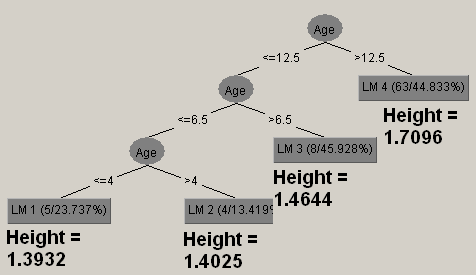 Age
<=12.5
>12.5
Age
LM 4 (63/44.833%)
<=6.5
>6.5
Height =
1.7096
Age
LM 3 (8/45.928%)
<=4
>4
Height =
1.4644
LM 1 (5/23.737%)
LM 2 (4/13.419%
Height =
1.3932
Height =
1.4025